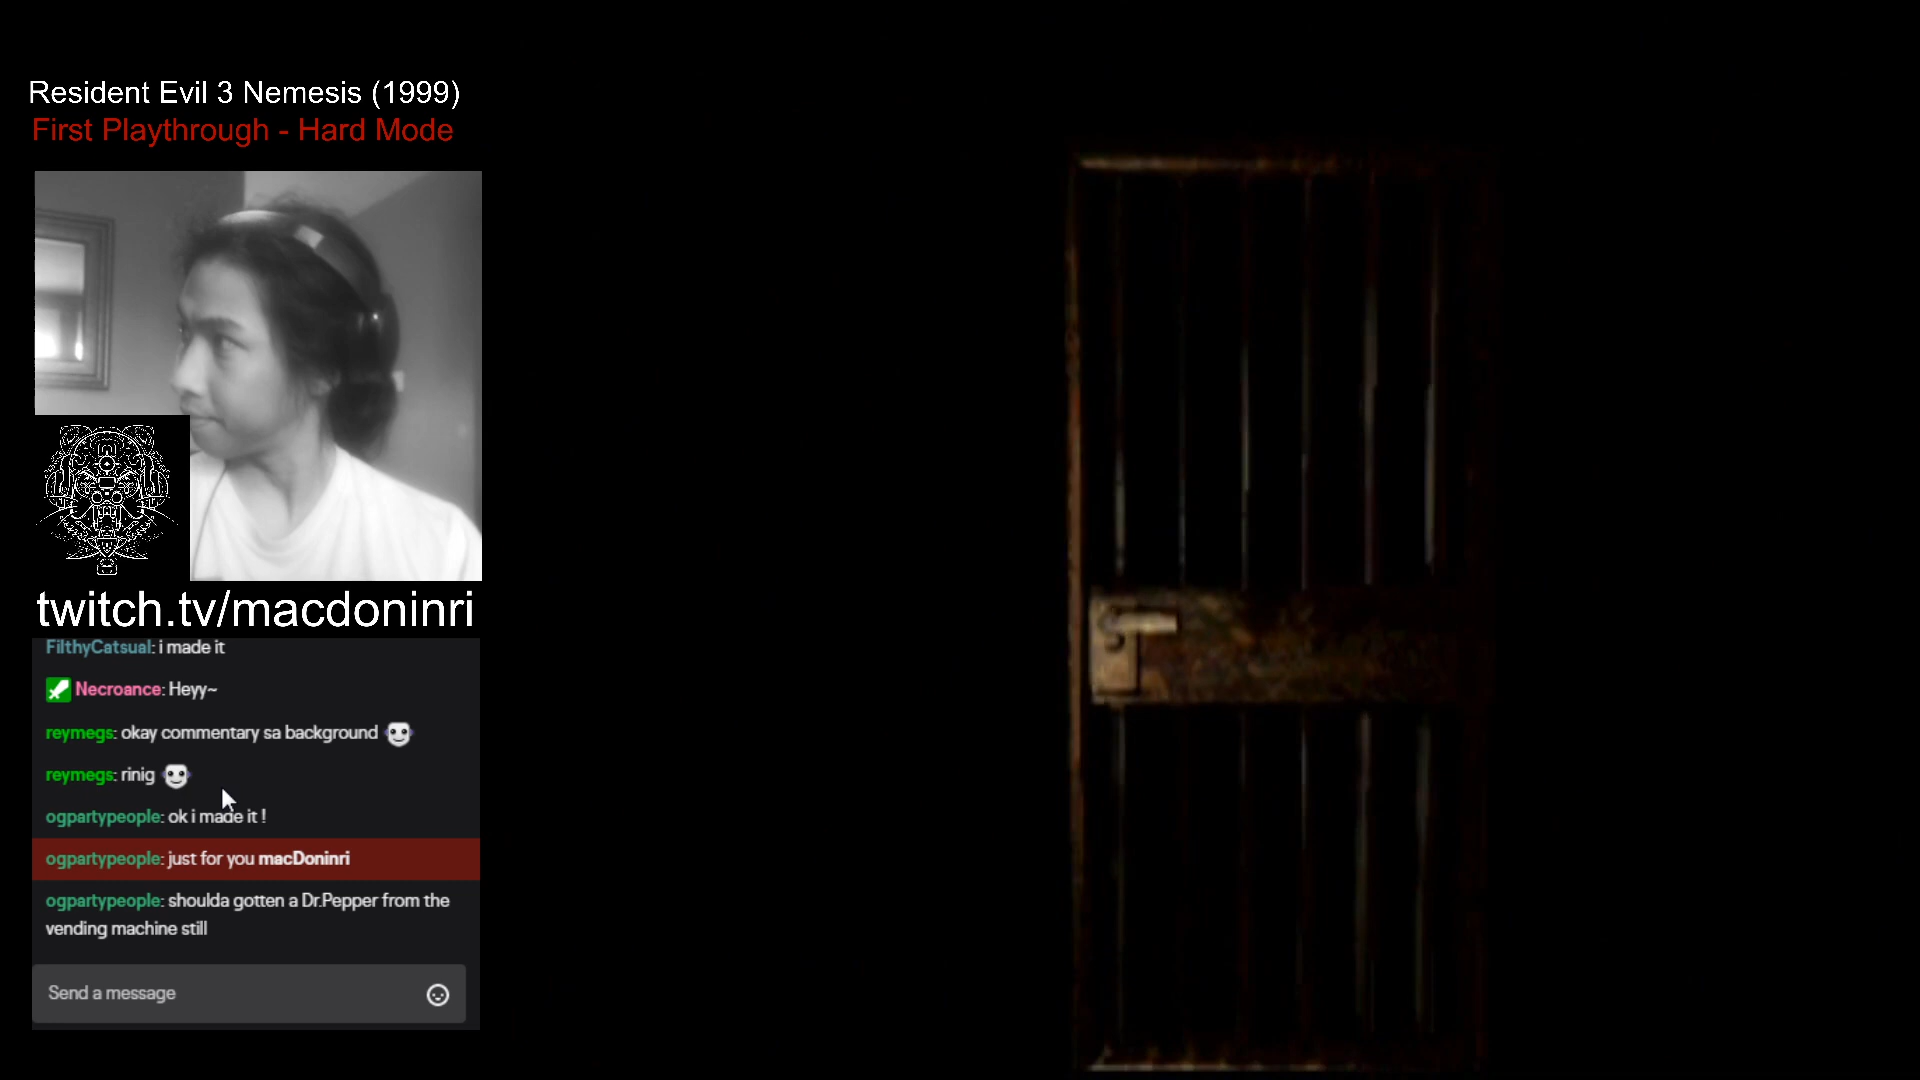 Resident Evil 3 Nemesis (1999)
First Playthrough - Hard Mode
twitch.tv/macdoninri
FilthyCatsual: i made it
Necroance: Heyy~
reymegs: okay commentary sa background
reymegs: rinig
ogpartypeople: ok i made it !
ogpartypeople: just for you macDoninri
ogpartypeople: shoulda gotten a Dr.Pepper from the
vending machine still
Send a message